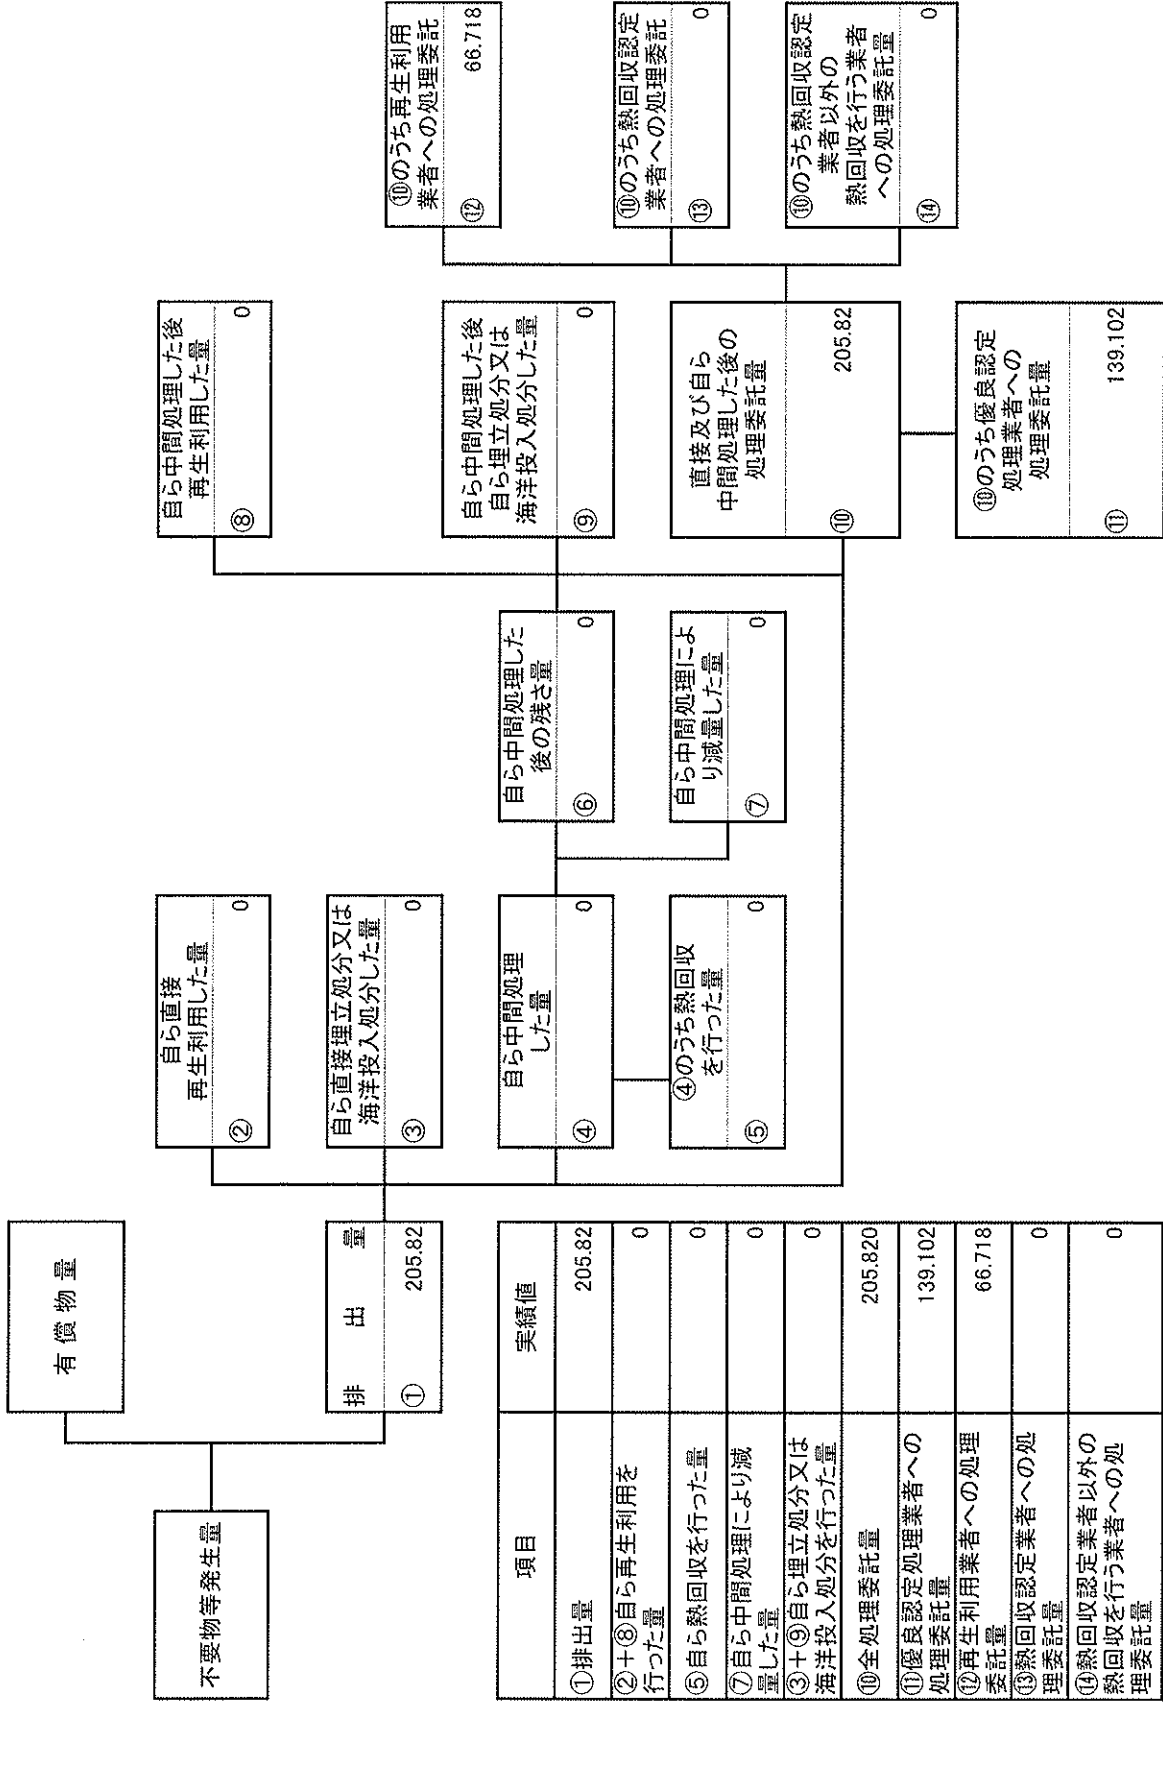 不要物等発生量
有償物量
排出量
① 205.82
自ら直接
再生利用した量
② 0
自ら直接埋立処分又は
海洋投入処分した量
③ 0
自ら中間処理
した量
④ 0
④のうち熱回収
を行った量
⑤ 0
自ら中間処理した
後の残さ量
⑥ 0
自ら中間処理によ
り減量した量
⑦ 0
自ら中間処理した後
再生利用した量
⑧ 0
自ら中間処理した後
自ら埋立処分又は
海洋投入処分した量
⑨ 0
直接及び自ら
中間処理した後の
処理委託量
⑩ 205.82
⑩のうち優良認定
処理業者への
処理委託量
⑪ 139.102
⑩のうち再生利用
業者への処理委託
⑫ 66.718
⑩のうち熱回収認定
業者への処理委託
⑬ 0
⑩のうち熱回収認定
業者以外の
熱回収を行う業者
への処理委託量
⑭ 0
項目 実績値
①排出量 205.82
②+⑧自ら再生利用を
行った量 0
⑤自ら熱回収を行った量 0
⑦自ら中間処理により減
量した量 0
③+⑨自ら埋立処分又は
海洋投入処分を行った量 0
⑩全処理委託量 205.820
⑪優良認定処理業者への
処理委託量 139.102
⑫再生利用業者への処理
委託量 66.718
⑬熱回収認定業者への処
理委託量 0
⑭熱回収認定業者以外の
熱回収を行う業者への処
理委託量 0